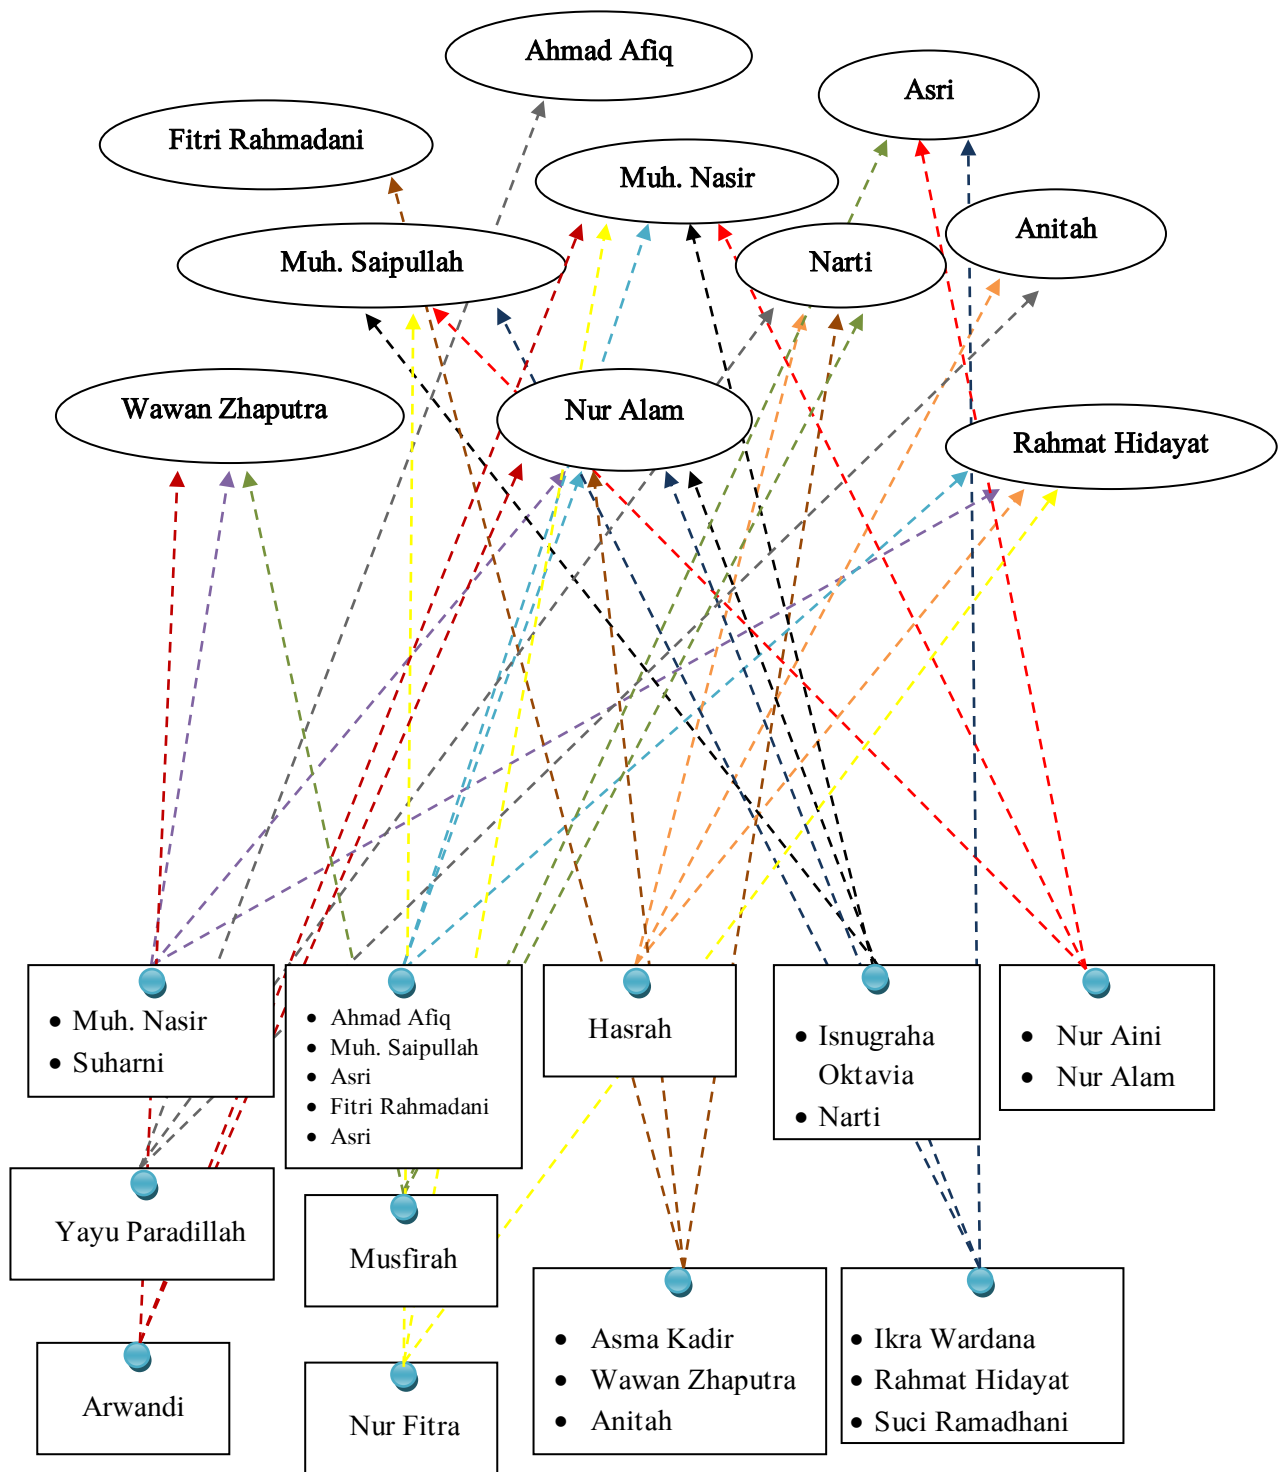 Ahmad Afiq
Asri
Fitri Rahmadani
Muh. Nasir
Anitah
Muh. Saipullah
Narti
Wawan Zhaputra
Nur Alam
Rahmat Hidayat
• Muh. Nasir
• Suharni
• Ahmad Afiq
• Muh. Saipullah
• Asri
• Fitri Rahmadani
• Asri
Hasrah
• Isnugraha
Oktavia
• Narti
• Nur Aini
• Nur Alam
Yayu Paradillah
Musfirah
Arwandi
Nur Fitra
• Asma Kadir
• Wawan Zhaputra
• Anitah
• Ikra Wardana
• Rahmat Hidayat
• Suci Ramadhani